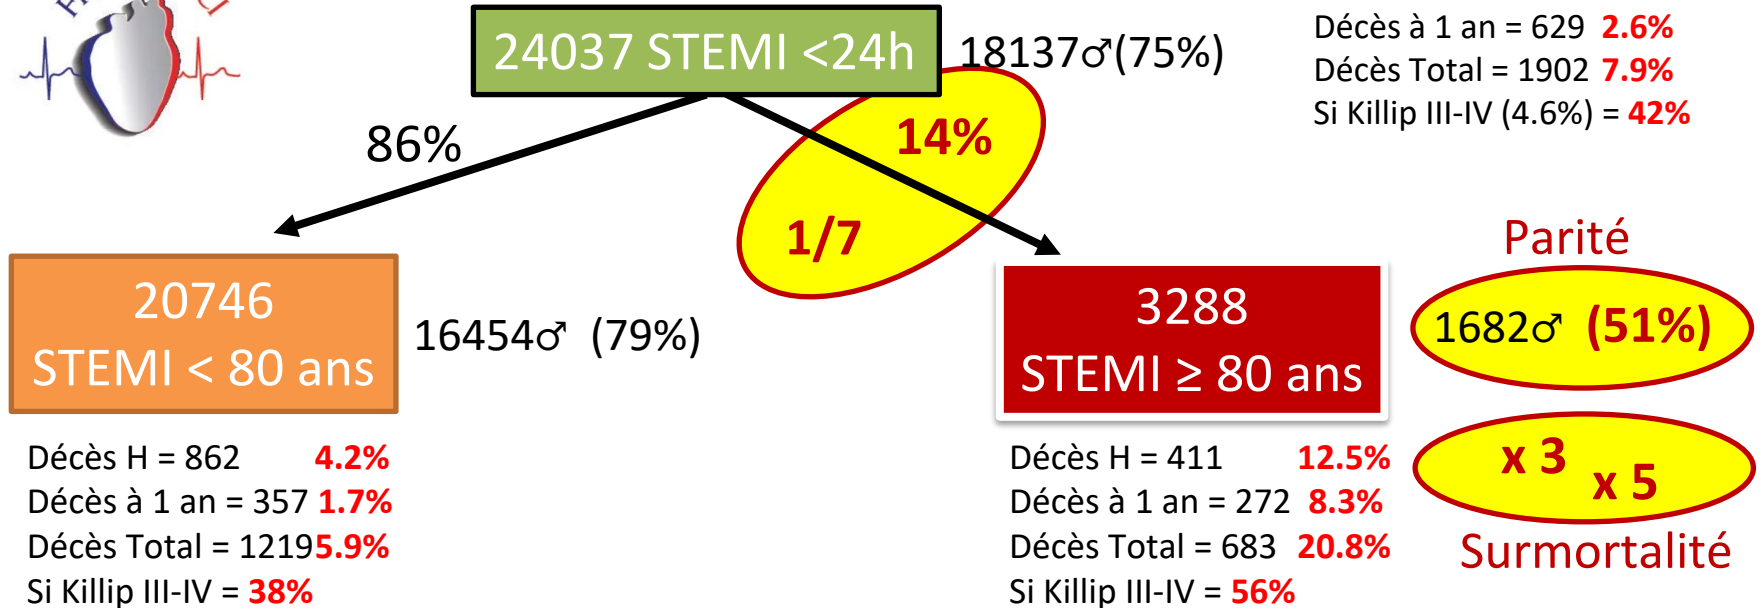 24037 STEMI <24h
18137♂(75%)
Décès à 1 an = 629 2.6%
Décès Total = 1902 7.9%
Si Killip III-IV (4.6%) = 42%
86%
14%
1/7
20746
STEMI < 80 ans
16454♂ (79%)
3288
STEMI ≥ 80 ans
Parité
1682♂ (51%)
Décès H = 862 4.2%
Décès à 1 an = 357 1.7%
Décès Total = 1219 5.9%
Si Killip III-IV = 38%
Décès H = 411 12.5%
Décès à 1 an = 272 8.3%
Décès Total = 683 20.8%
Si Killip III-IV = 56%
x 3 x 5
Surmortalité